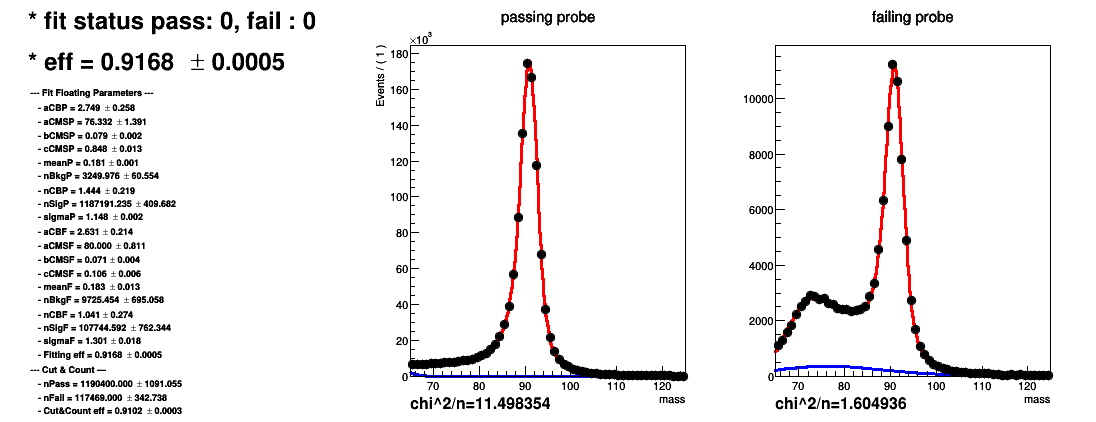 * fit status pass: 0, fail : 0
* eff = 0.9168 ± 0.0005
--- Fit Floating Parameters ---
- aCBP = 2.749 ± 0.258
- aCMSP = 76.332 ± 1.391
- bCMSP = 0.079 ± 0.002
- cCMSP = 0.848 ± 0.013
- meanP = 0.181 ± 0.001
- nBkgP = 3249.976 ± 60.554
- nCBP = 1.444 ± 0.219
- nSigP = 1187191.235 ± 409.682
- sigmaP = 1.148 ± 0.002
- aCBF = 2.631 ± 0.214
- aCMSF = 80.000 ± 0.811
- bCMSF = 0.071 ± 0.004
- cCMSF = 0.106 ± 0.006
- meanF = 0.183 ± 0.013
- nBkgF = 9725.454 ± 695.058
- nCBF = 1.041 ± 0.274
- nSigF = 107744.592 ± 762.344
- sigmaF = 1.301 ± 0.018
- Fitting eff = 0.9168 ± 0.0005
--- Cut & Count ---
- nPass = 1190400.000 ± 1091.055
- nFail = 117469.000 ± 342.738
- Cut&Count eff = 0.9102 ± 0.0003
passing probe
×10³
Events / ( 1 )
180
160
140
120
100
80
60
40
20
0
70 80 90 100 110 120
mass
chi^2/n=11.498354
failing probe
10000
8000
6000
4000
2000
0
70 80 90 100 110 120
mass
chi^2/n=1.604936